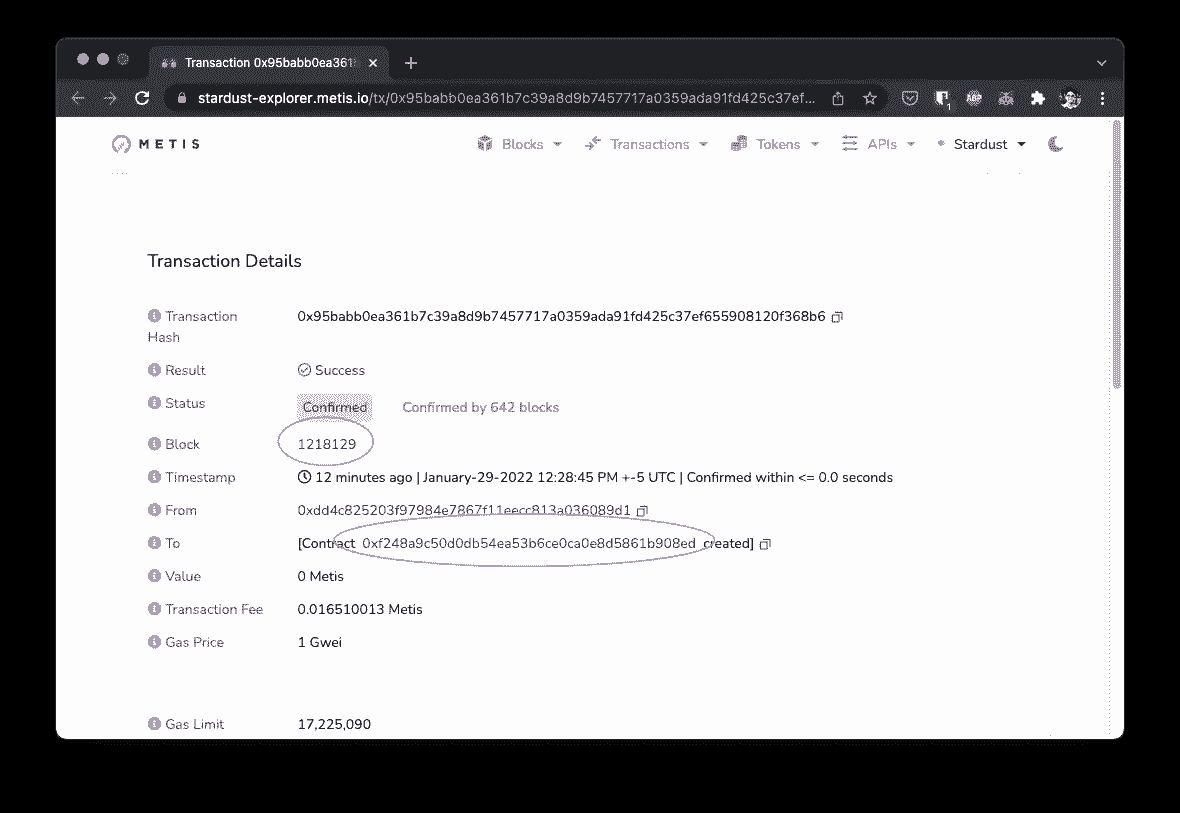 Transaction 0x95babb0ea361
stardust-explorer.metis.io/tx/0x95babb0ea361b7c39a8d9b7457717a0359ada91fd425c37ef...
1
ABP
METIS
Blocks
Transactions
Tokens
APIs
Stardust
Transaction Details
Transaction Hash
0x95babb0ea361b7c39a8d9b7457717a0359ada91fd425c37ef655908120f368b6
Result
Success
Status
Confirmed
Confirmed by 642 blocks
Block
1218129
Timestamp
12 minutes ago | January-29-2022 12:28:45 PM +-5 UTC | Confirmed within <= 0.0 seconds
From
0xdd4c825203f97984e7867f11eecc813a036089d1
To
[Contract 0xf248a9c50d0db54ea53b6ce0ca0e8d5861b908ed created]
Value
0 Metis
Transaction Fee
0.016510013 Metis
Gas Price
1 Gwei
Gas Limit
17,225,090